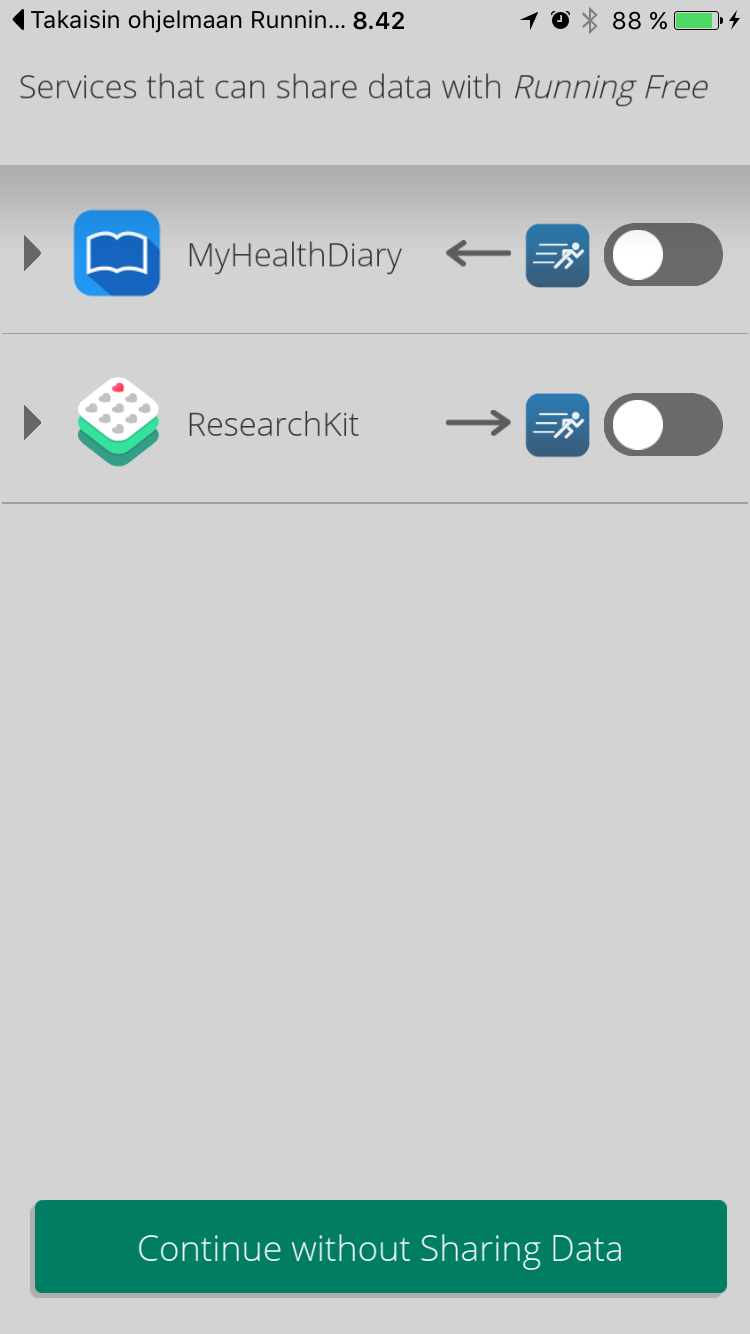 Takaisin ohjelmaan Runnin... 8.42 88 %
Services that can share data with Running Free
MyHealthDiary
ResearchKit
Continue without Sharing Data